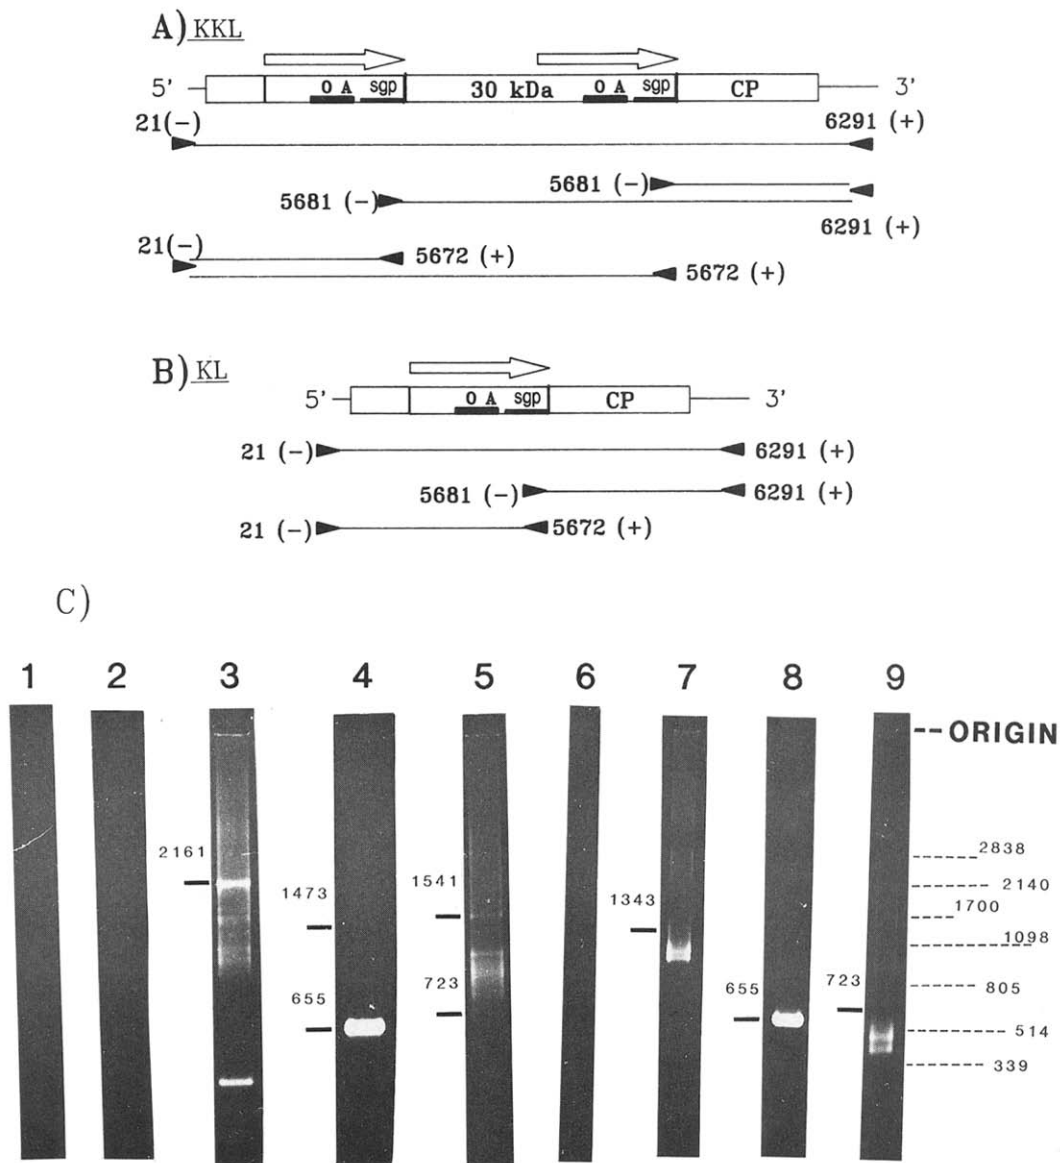 A) KKL
5' O A sgp 30 kDa O A sgp CP 3'
21(-) 6291 (+)
5681 (-)
5681 (-)
6291 (+)
21(-)
5672 (+)
5672 (+)
B) KL
5' O A sgp CP 3'
21 (-) 6291 (+)
5681 (-) 6291 (+)
21 (-) 5672 (+)
C)
1 2 3 4 5 6 7 8 9
-- ORIGIN
2838
2161
2140
1473
1541
1700
1343
1098
723
723
805
655
655
514
339